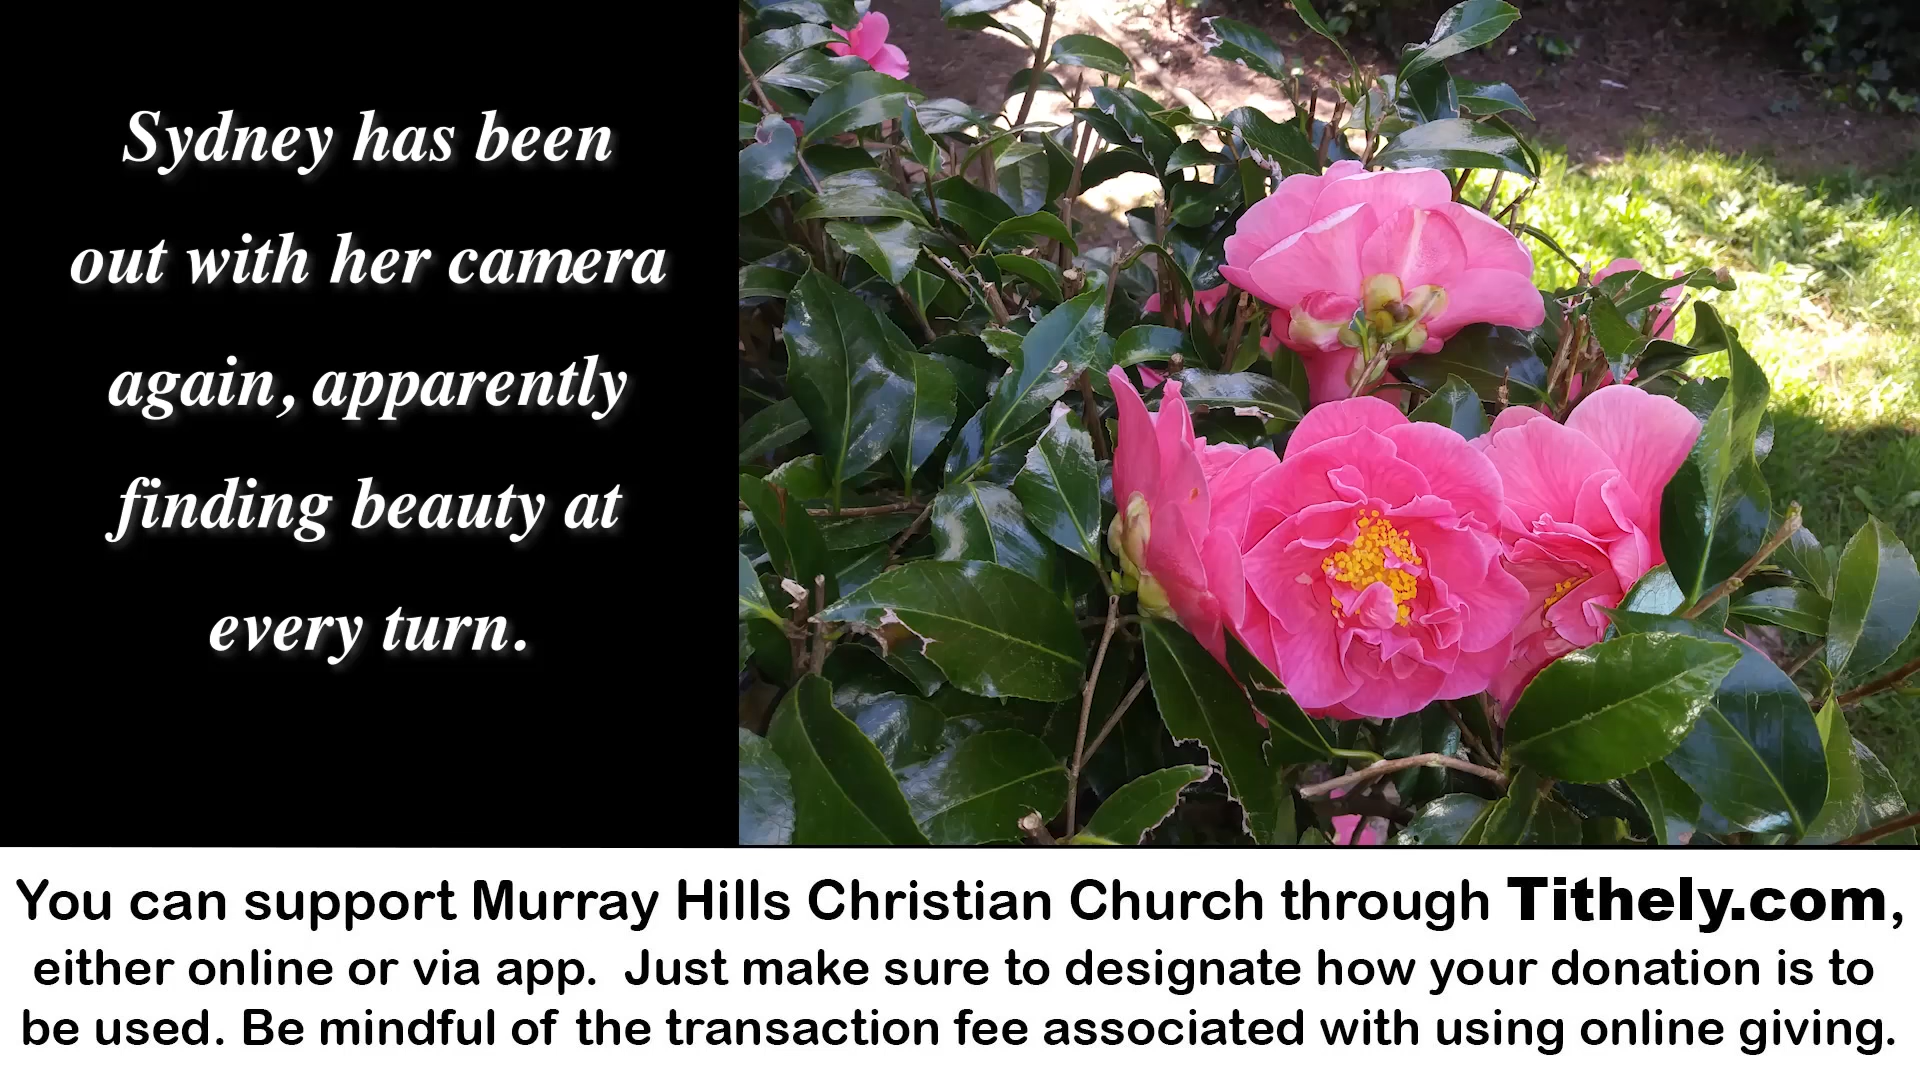 Sydney has been
out with her camera
again, apparently
finding beauty at
every turn.
You can support Murray Hills Christian Church through Tithely.com,
either online or via app.  Just make sure to designate how your donation is to
be used. Be mindful of the transaction fee associated with using online giving.